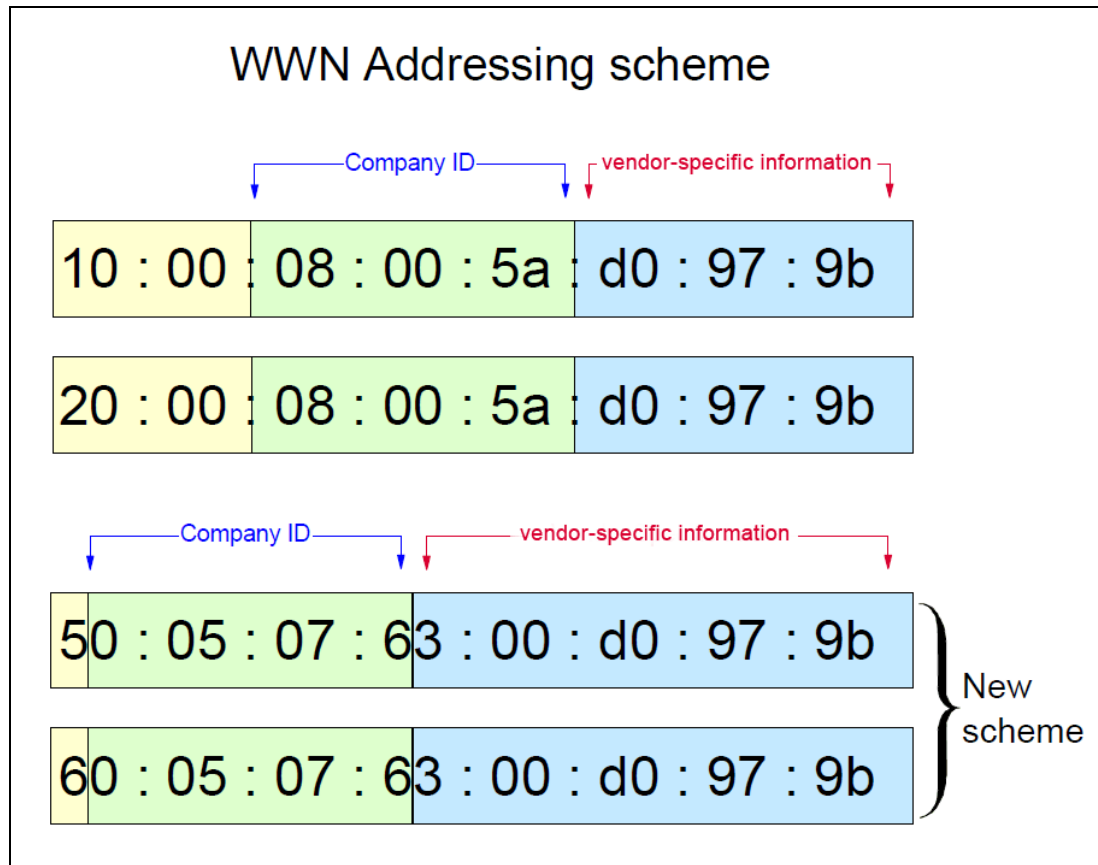 WWN Addressing scheme
Company ID vendor-specific information
10 : 00 : 08 : 00 : 5a : d0 : 97 : 9b
20 : 00 : 08 : 00 : 5a : d0 : 97 : 9b
Company ID vendor-specific information
50 : 05 : 07 : 63 : 00 : d0 : 97 : 9b
60 : 05 : 07 : 63 : 00 : d0 : 97 : 9b
New
scheme